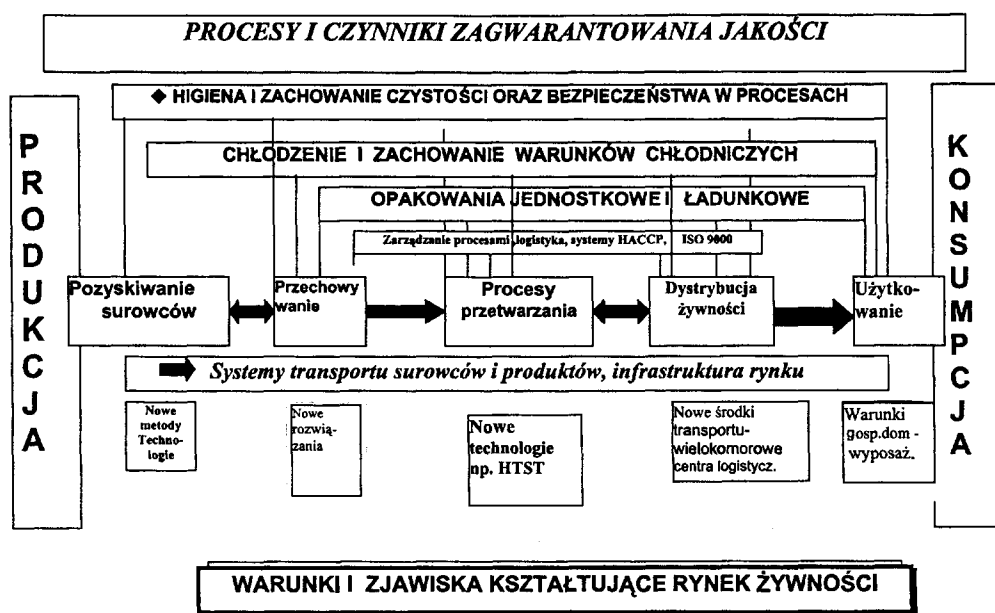 PROCESY I CZYNNIKI ZAGWARANTOWANIA JAKOŚCI
PRODUKCJA
◆ HIGIENA I ZACHOWANIE CZYSTOŚCI ORAZ BEZPIECZEŃSTWA W PROCESACH
CHŁODZENIE I ZACHOWANIE WARUNKÓW CHŁODNICZYCH
OPAKOWANIA JEDNOSTKOWE I ŁADUNKOWE
Zarządzanie procesami, logistyka, systemy HACCP, ISO 9000
Pozyskiwanie
surowców
Przechowy
wanie
Procesy
przetwarzania
Dystrybucja
żywności
Użytko-
wanie
KONSUMPCJA
Systemy transportu surowców i produktów, infrastruktura rynku
Nowe
metody
Techno-
logie
Nowe
rozwią-
zania
Nowe
technologie
np. HTST
Nowe środki
transportu-
wielokomorowe
centra logistycz.
Warunki
gosp.dom -
wyposaż.
WARUNKI I ZJAWISKA KSZTAŁTUJĄCE RYNEK ŻYWNOŚCI